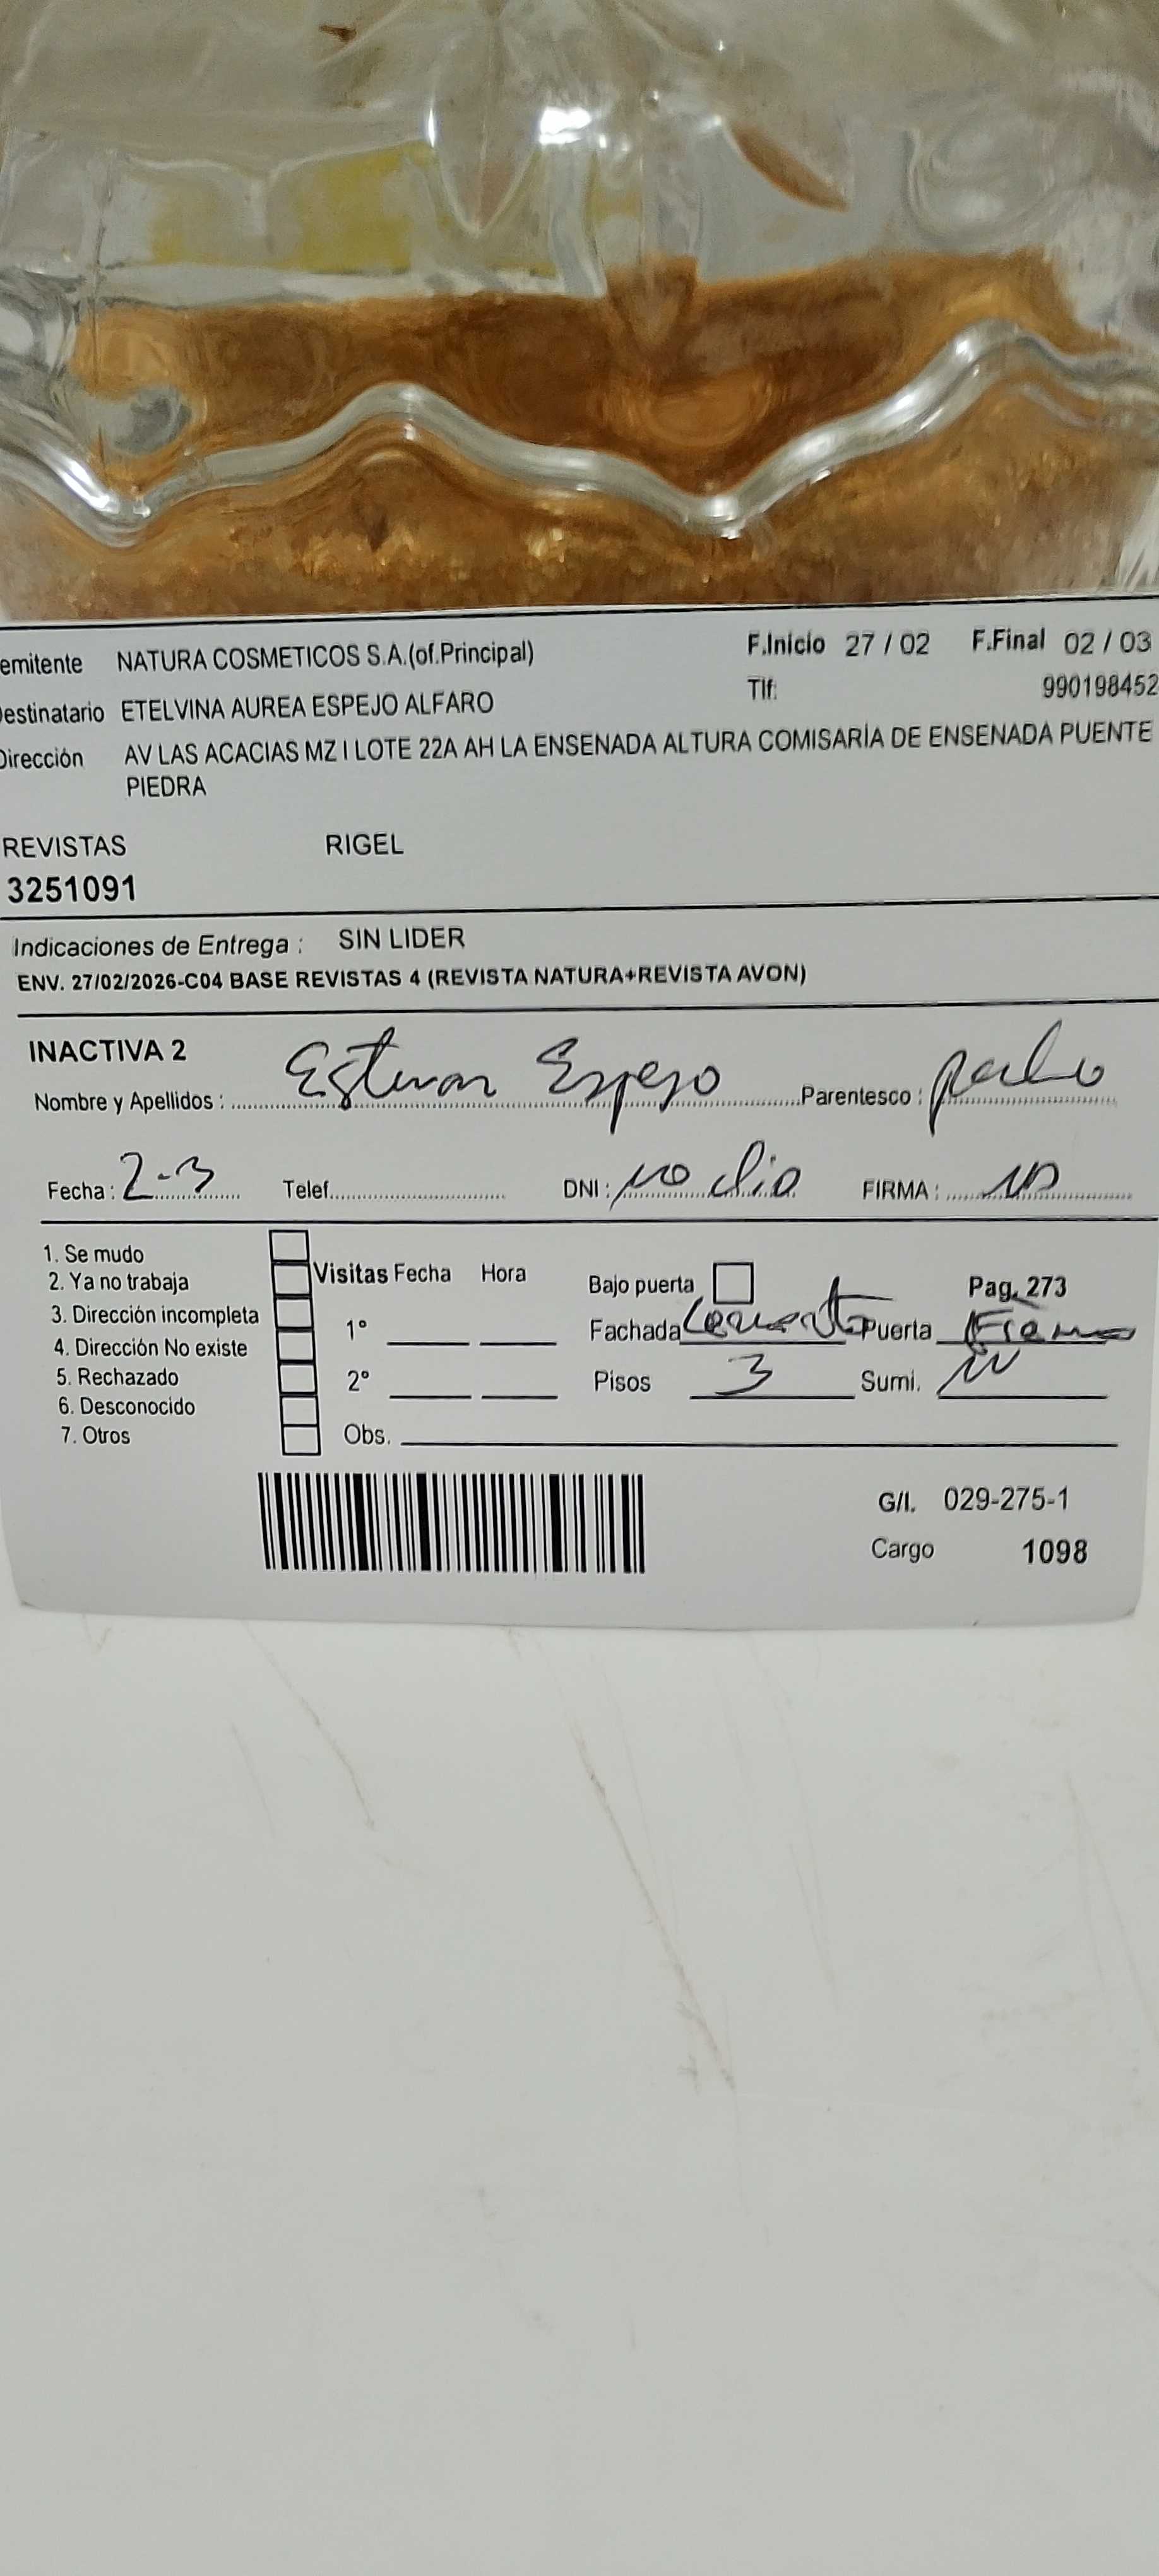 emitente NATURA COSMETICOS S.A.(of.Principal) F.Inicio 27 / 02 F.Final 02 / 03
Destinatario ETELVINA AUREA ESPEJO ALFARO Tlf: 990198452
Dirección AV LAS ACACIAS MZ I LOTE 22A AH LA ENSENADA ALTURA COMISARÍA DE ENSENADA PUENTE
PIEDRA
REVISTAS RIGEL
3251091
Indicaciones de Entrega : SIN LIDER
ENV. 27/02/2026-C04 BASE REVISTAS 4 (REVISTA NATURA+REVISTA AVON)
INACTIVA 2
Nombre y Apellidos : Espejo Parentesco :
Fecha : 2-3 Telef. DNI : no dio FIRMA :
1. Se mudo
2. Ya no trabaja Visitas Fecha Hora Bajo puerta Pag. 273
3. Dirección incompleta 1° Fachada Puerta
4. Dirección No existe
5. Rechazado 2° Pisos 3 Sumi.
6. Desconocido
7. Otros Obs.
G/I. 029-275-1
Cargo 1098